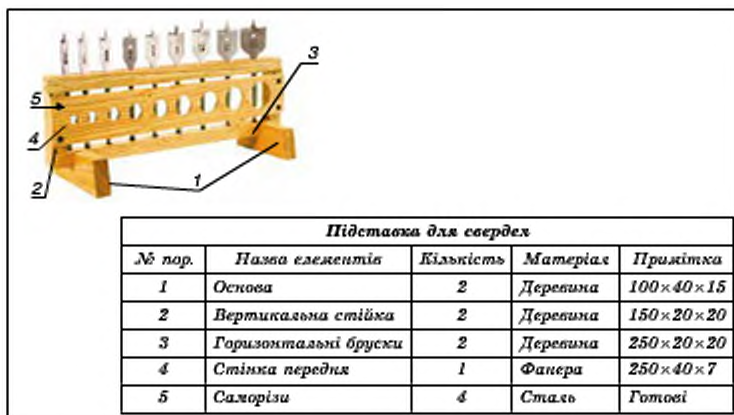 3
5
4
2
1
Підставка для свердел
№ пор. Назва елементів Кількість Матеріал Примітка
1 Основа 2 Деревина 100×40×15
2 Вертикальна стійка 2 Деревина 150×20×20
3 Горизонтальні бруски 2 Деревина 250×20×20
4 Стінка передня 1 Фанера 250×40×7
5 Саморізи 4 Сталь Готові